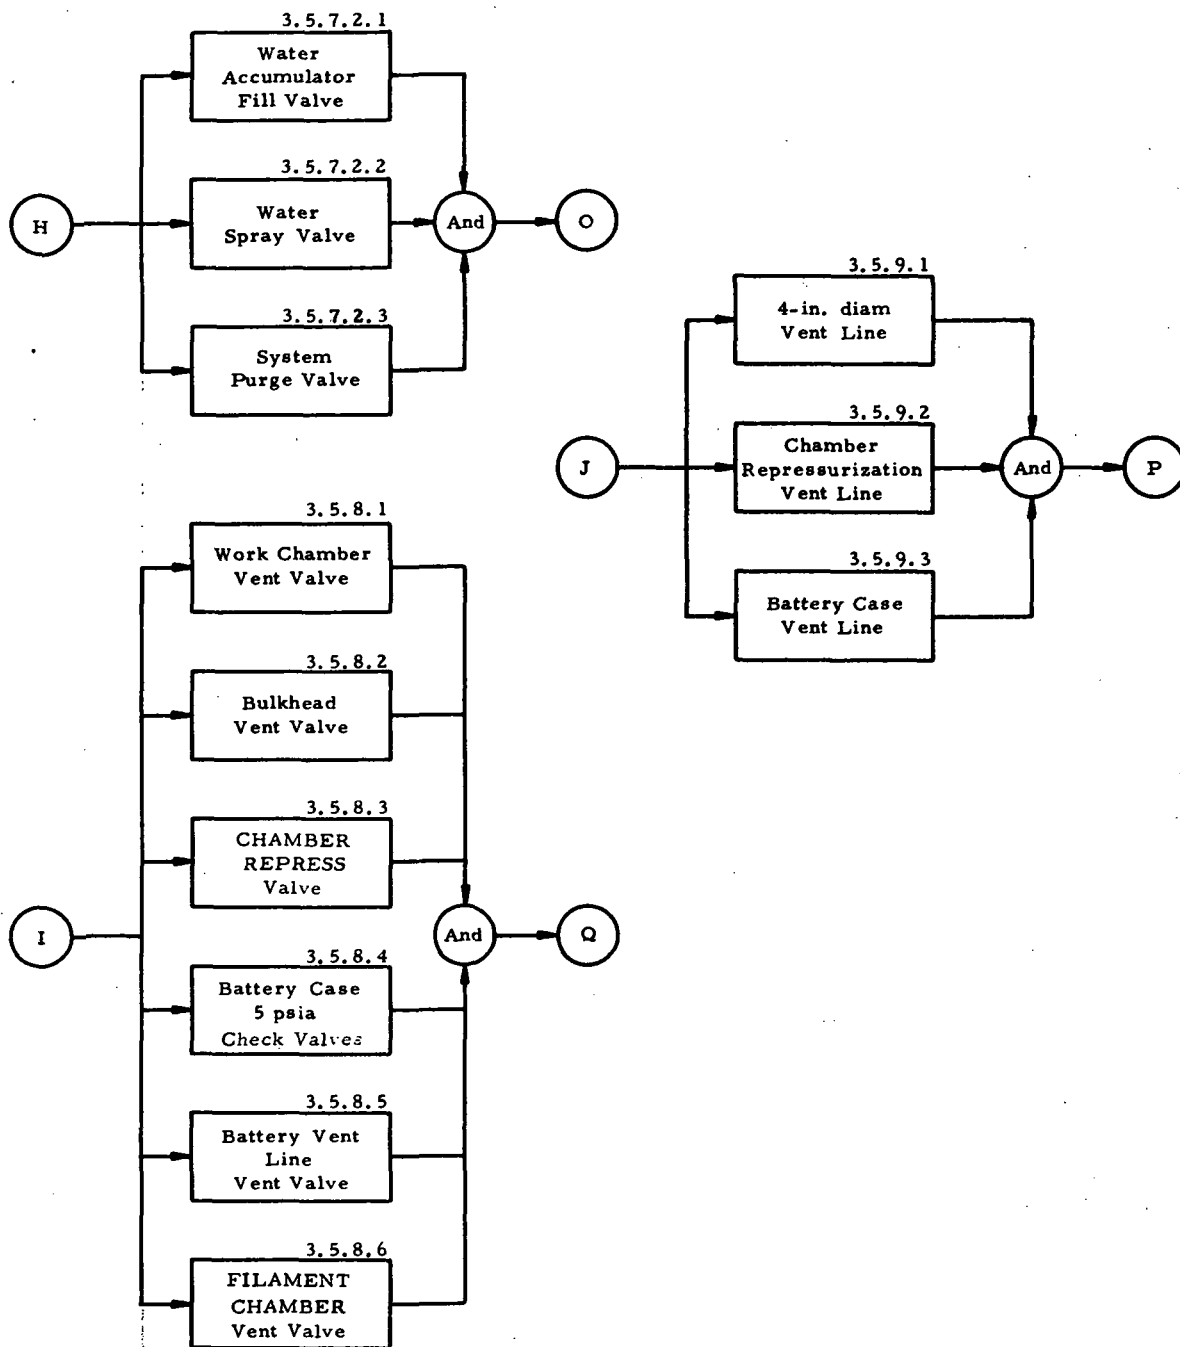 3.5.7.2.1
Water
Accumulator
Fill Valve
3.5.7.2.2
H
Water
Spray Valve
And
O
3.5.7.2.3
System
Purge Valve
3.5.9.1
4-in. diam
Vent Line
3.5.9.2
J
Chamber
Repressurization
Vent Line
And
P
3.5.9.3
Battery Case
Vent Line
3.5.8.1
Work Chamber
Vent Valve
3.5.8.2
Bulkhead
Vent Valve
3.5.8.3
CHAMBER
REPRESS
Valve
I
And
Q
3.5.8.4
Battery Case
5 psia
Check Valves
3.5.8.5
Battery Vent
Line
Vent Valve
3.5.8.6
FILAMENT
CHAMBER
Vent Valve